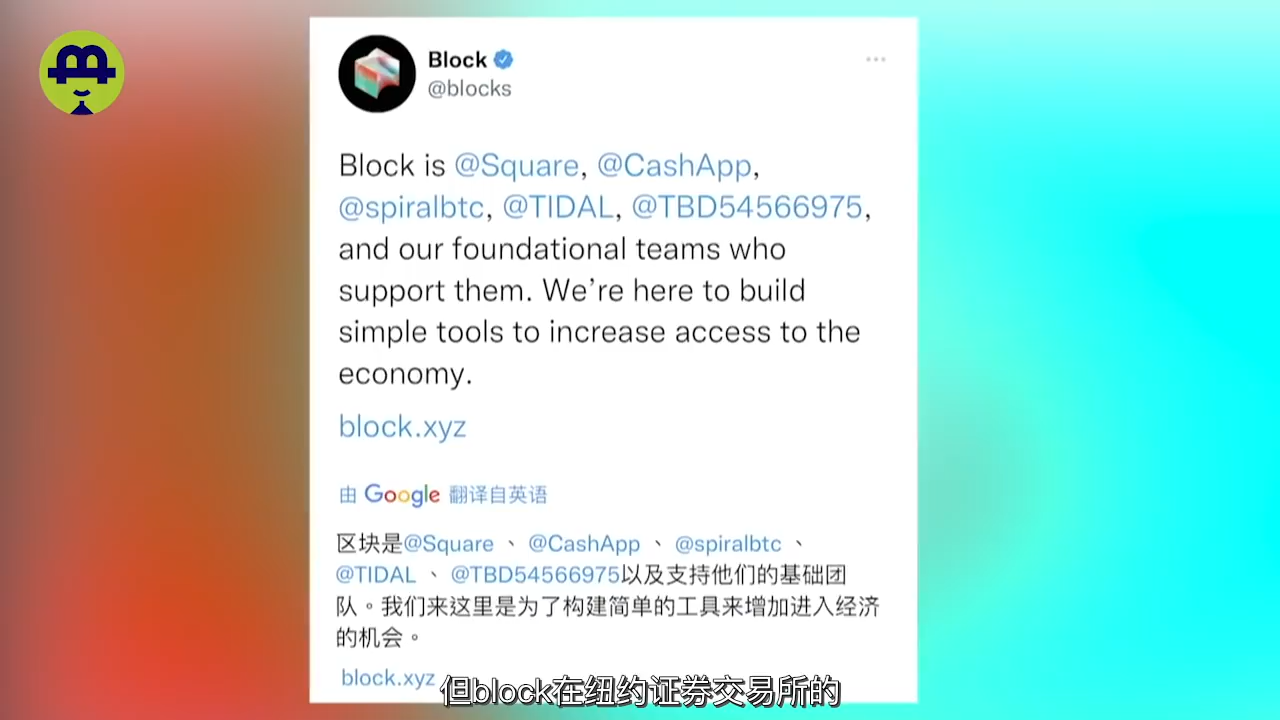 Block
@blocks
Block is @Square, @CashApp,
@spiralbtc, @TIDAL, @TBD54566975,
and our foundational teams who
support them. We’re here to build
simple tools to increase access to the
economy.
block.xyz
由 Google 翻译自英语
区块是@Square 、 @CashApp 、 @spiralbtc 、
@TIDAL 、 @TBD54566975以及支持他们的基础团
队。我们来这里是为了构建简单的工具来增加进入经济
的机会。
block.xyz
但block在纽约证券交易所的